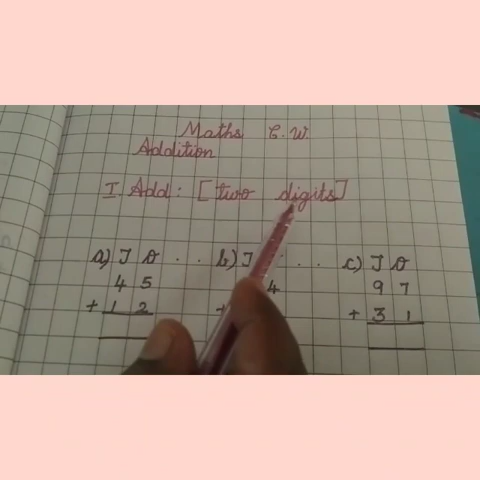 Maths C.W.
Addition
I Add: [two digits]
a) T O . . b) T . . c) T O
4 5 4 9 7
+ 1 2 + + 3 1